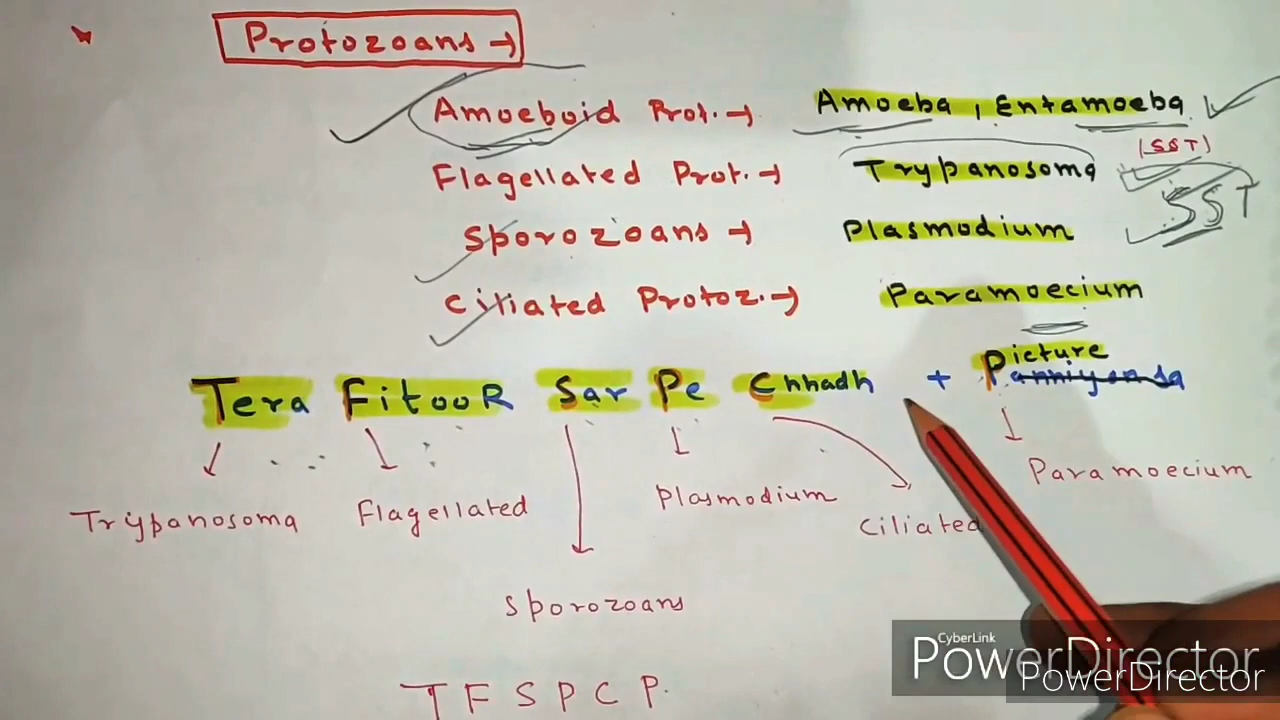 Protozoans →
Amoeboid Prot. → Amoeba, Entamoeba
(SST)
Flagellated Prot. → Trypanosoma
SST
Sporozoans → Plasmodium
Ciliated Protoz. → Paramoecium
Tera FitooR Sar Pe Chhadh + Picture
Trypanosoma Flagellated Plasmodium Ciliated Paramoecium
Sporozoans
T F S P C P.
CyberLink
PowerDirector
PowerDirector